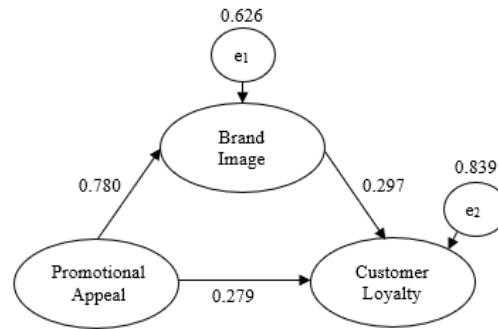 0.626
e1
Brand
Image
0.839
0.780
0.297
e2
Promotional
Appeal
Customer
Loyalty
0.279